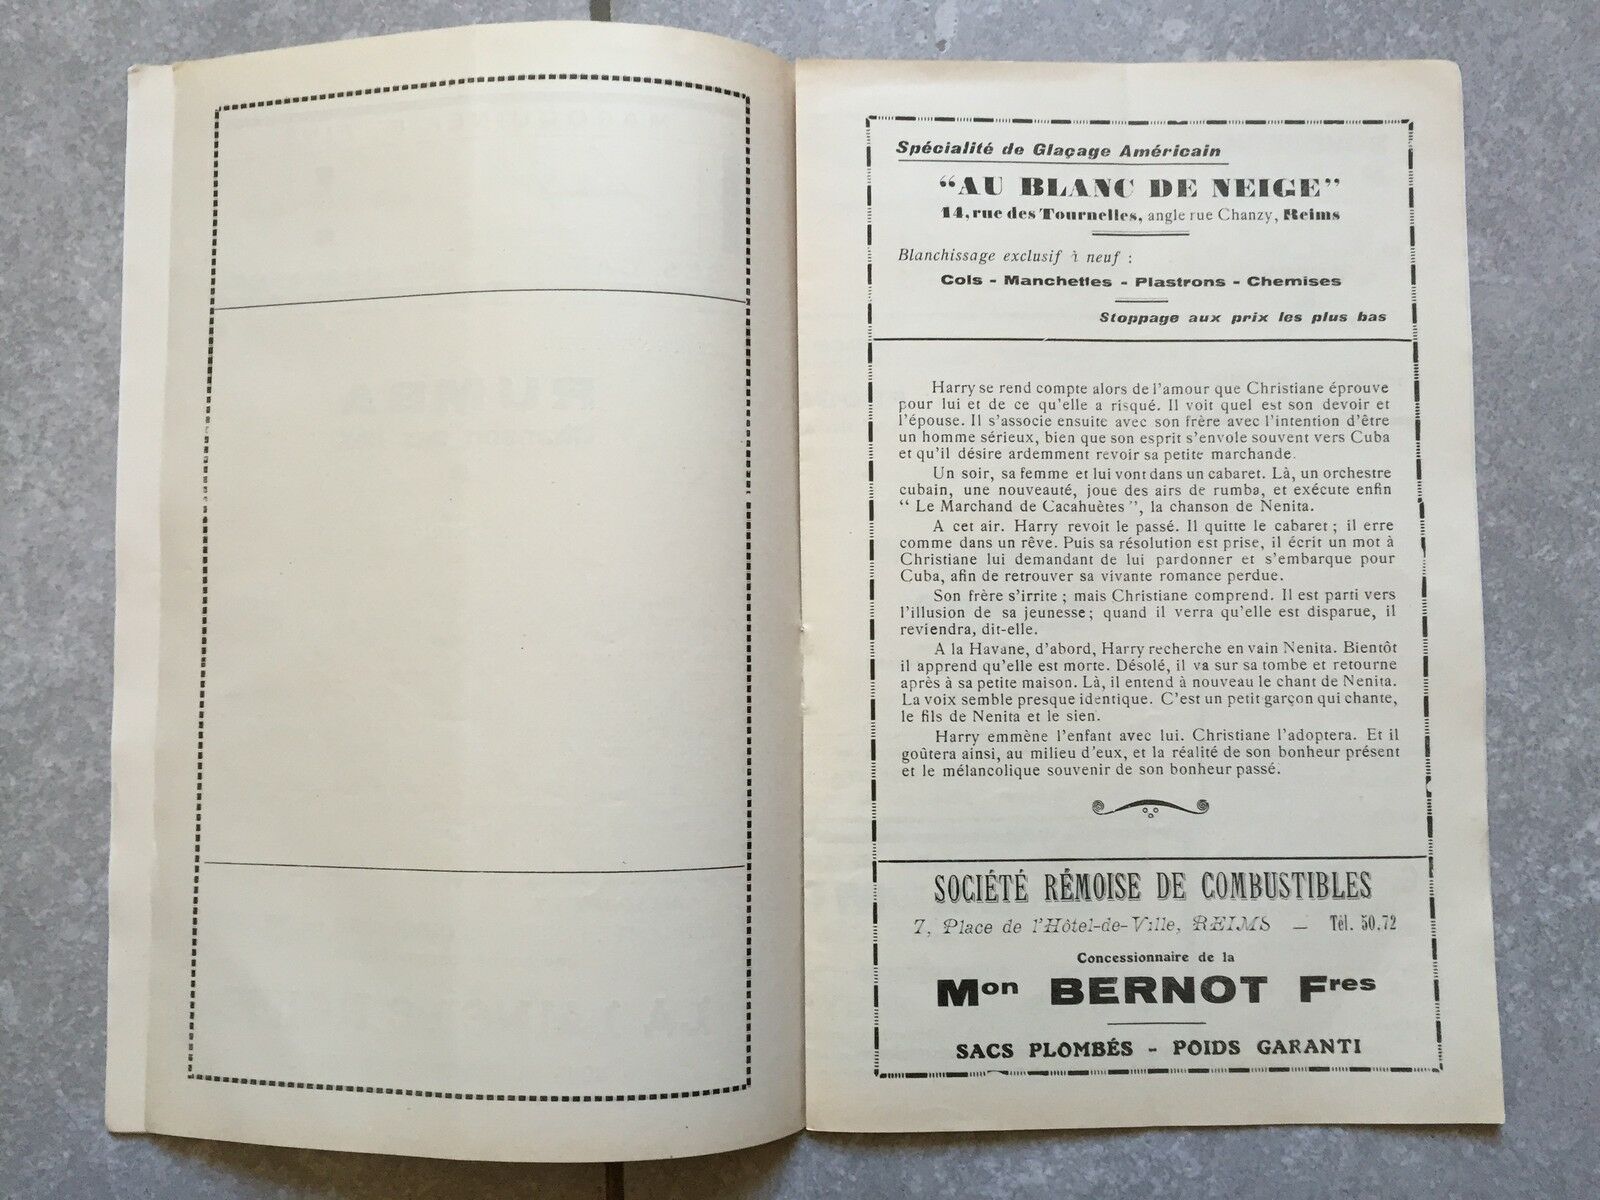 Spécialité de Glaçage Américain
“AU BLANC DE NEIGE”
14, rue des Tournelles, angle rue Chanzy, Reims
Blanchissage exclusif à neuf :
Cols - Manchettes - Plastrons - Chemises
Stoppage aux prix les plus bas
Harry se rend compte alors de l'amour que Christiane éprouve
pour lui et de ce qu'elle a risqué. Il voit quel est son devoir et
l'épouse. Il s'associe ensuite avec son frère avec l'intention d'être
un homme sérieux, bien que son esprit s'envole souvent vers Cuba
et qu'il désire ardemment revoir sa petite marchande.
Un soir, sa femme et lui vont dans un cabaret. Là, un orchestre
cubain, une nouveauté, joue des airs de rumba, et exécute enfin
“ Le Marchand de Cacahuètes ”, la chanson de Nenita.
A cet air. Harry revoit le passé. Il quitte le cabaret ; il erre
comme dans un rêve. Puis sa résolution est prise, il écrit un mot à
Christiane lui demandant de lui pardonner et s'embarque pour
Cuba, afin de retrouver sa vivante romance perdue.
Son frère s'irrite ; mais Christiane comprend. Il est parti vers
l'illusion de sa jeunesse ; quand il verra qu'elle est disparue, il
reviendra, dit-elle.
A la Havane, d'abord, Harry recherche en vain Nenita. Bientôt
il apprend qu'elle est morte. Désolé, il va sur sa tombe et retourne
après à sa petite maison. Là, il entend à nouveau le chant de Nenita.
La voix semble presque identique. C'est un petit garçon qui chante,
le fils de Nenita et le sien.
Harry emmène l'enfant avec lui. Christiane l'adoptera. Et il
goûtera ainsi, au milieu d'eux, et la réalité de son bonheur présent
et le mélancolique souvenir de son bonheur passé.
SOCIÉTÉ RÉMOISE DE COMBUSTIBLES
7, Place de l'Hôtel-de-Ville, REIMS — Tél. 50.72
Concessionnaire de la
Mon BERNOT Fres
SACS PLOMBÉS - POIDS GARANTI